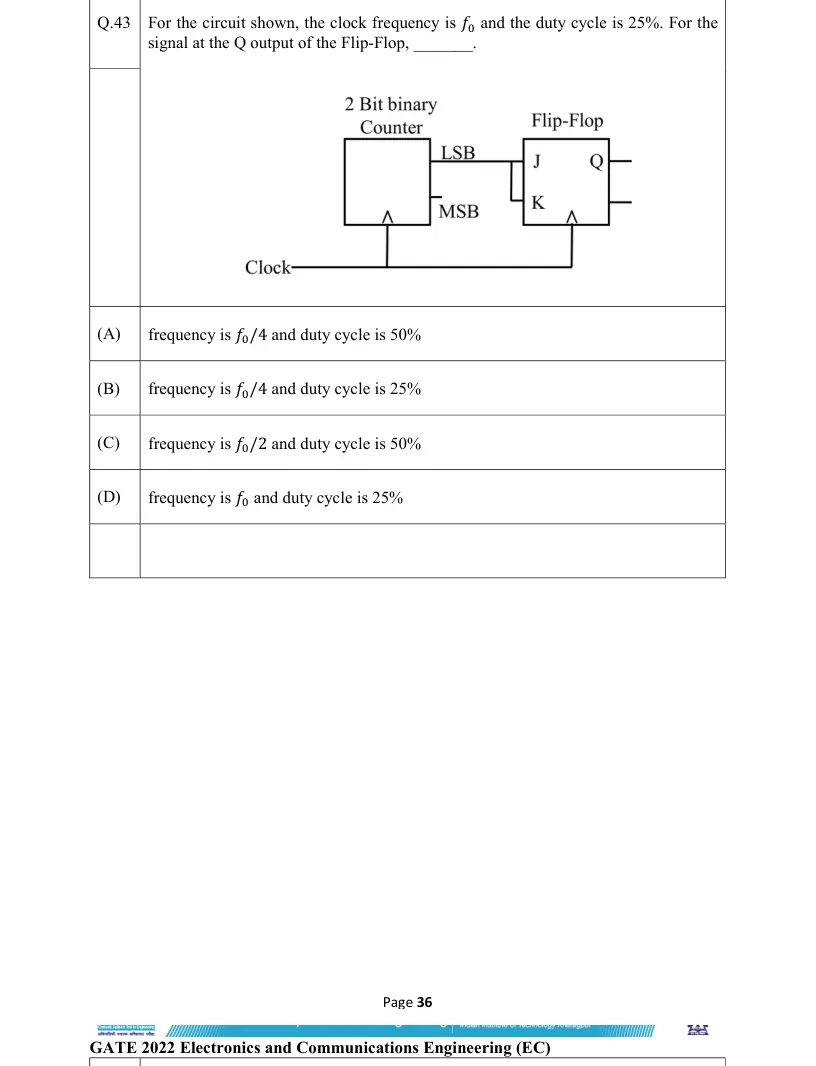 Q.43 For the circuit shown, the clock frequency is f₀ and the duty cycle is 25%. For the
signal at the Q output of the Flip-Flop, _______.
2 Bit binary
Counter
Flip-Flop
LSB
J Q
MSB
K
Clock
(A) frequency is f₀/4 and duty cycle is 50%
(B) frequency is f₀/4 and duty cycle is 25%
(C) frequency is f₀/2 and duty cycle is 50%
(D) frequency is f₀ and duty cycle is 25%
Page 36
GATE 2022 Electronics and Communications Engineering (EC)